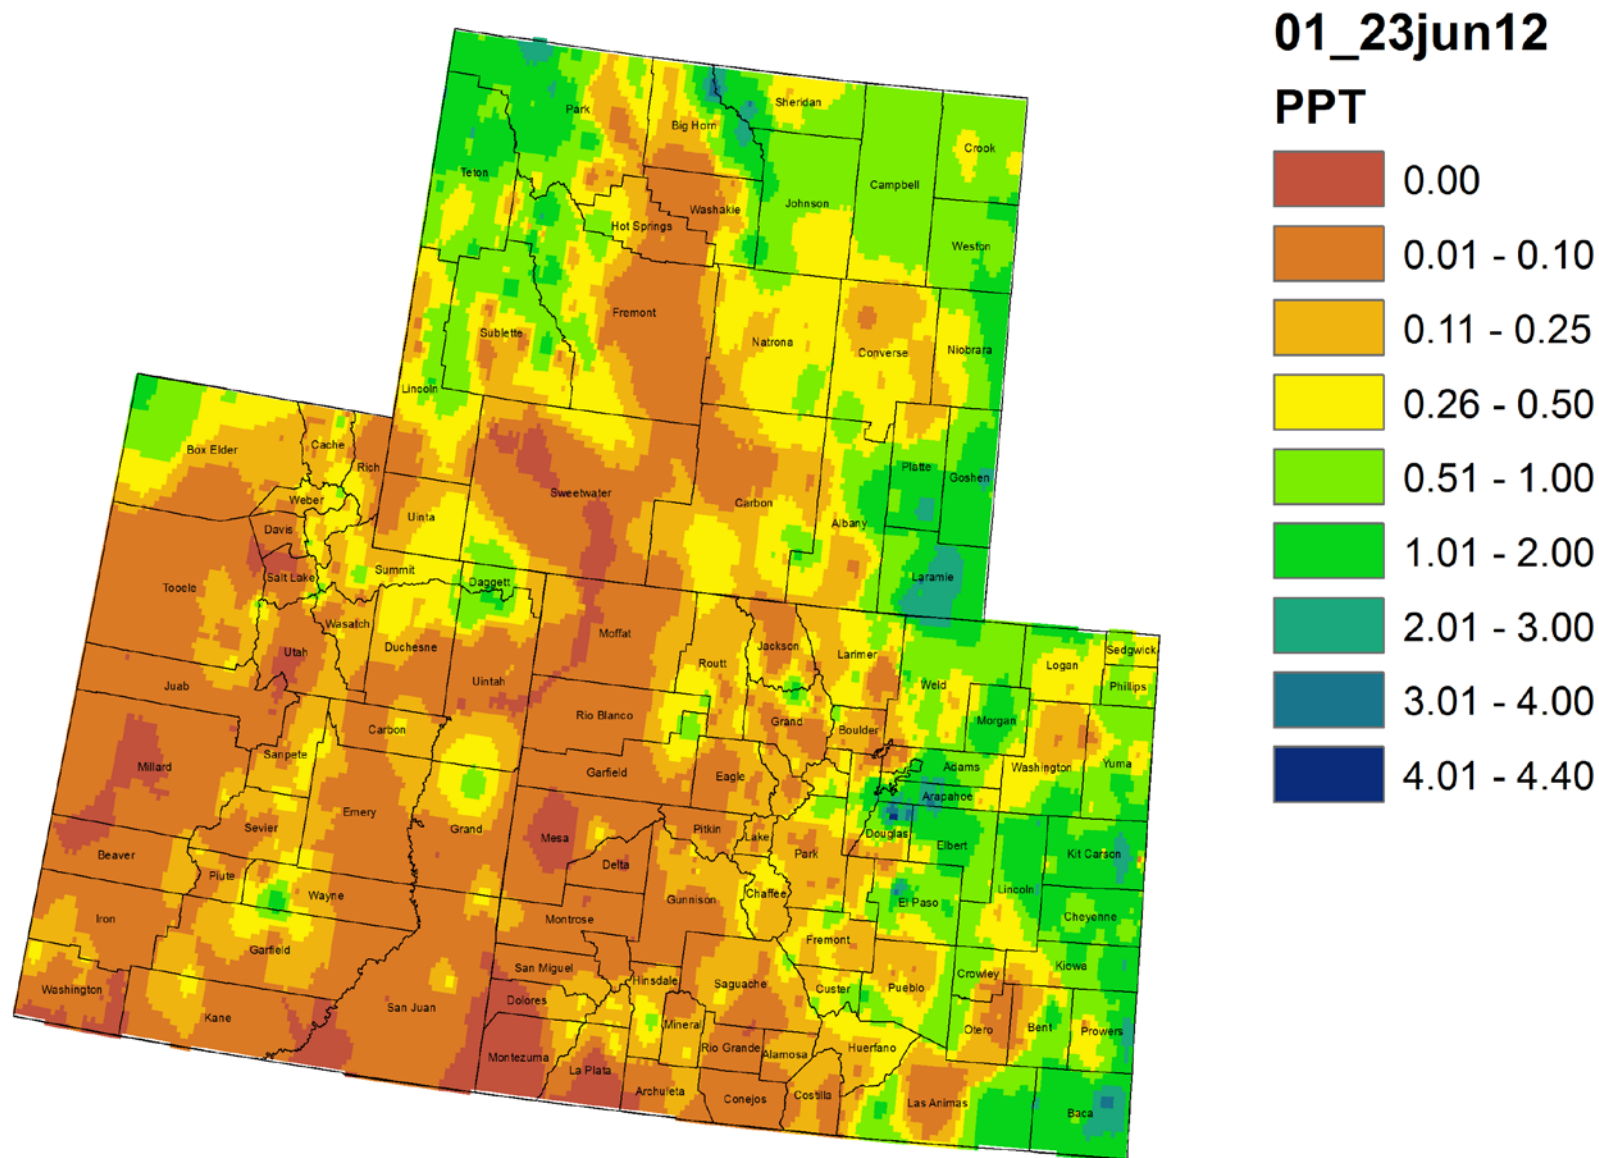 01_23jun12
PPT
0.00
0.01 - 0.10
0.11 - 0.25
0.26 - 0.50
0.51 - 1.00
1.01 - 2.00
2.01 - 3.00
3.01 - 4.00
4.01 - 4.40
Park
Big Horn
Sheridan
Crook
Teton
Campbell
Johnson
Washakie
Hot Springs
Weston
Fremont
Sublette
Natrona
Converse
Niobrara
Lincoln
Box Elder
Cache
Rich
Platte
Goshen
Weber
Sweetwater
Carbon
Uinta
Albany
Davis
Summit
Salt Lake
Tooele
Daggett
Laramie
Wasatch
Moffat
Duchesne
Utah
Jackson
Larimer
Sedgwick
Routt
Logan
Juab
Uintah
Weld
Phillips
Rio Blanco
Grand
Morgan
Carbon
Boulder
Sanpete
Millard
Garfield
Eagle
Adams
Washington
Yuma
Arapahoe
Emery
Sevier
Grand
Mesa
Pitkin
Lake
Douglas
Elbert
Beaver
Park
Kit Carson
Delta
Piute
Wayne
Gunnison
Chaffee
El Paso
Lincoln
Iron
Montrose
Cheyenne
Garfield
Fremont
San Miguel
Hinsdale
Saguache
Crowley
Kiowa
Washington
Dolores
Custer
Pueblo
Kane
San Juan
Mineral
Otero
Bent
Prowers
Montezuma
Rio Grande
Alamosa
Huerfano
La Plata
Archuleta
Conejos
Costilla
Las Animas
Baca